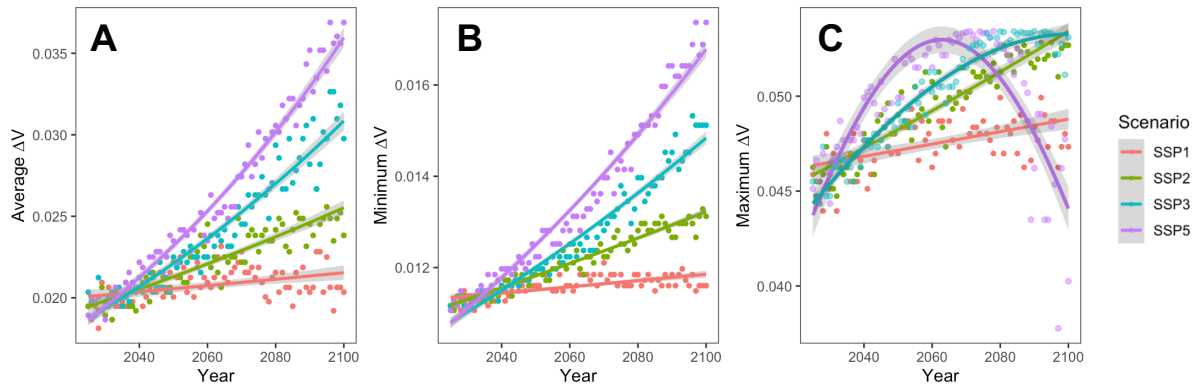 A
Average ΔV
0.035
0.030
0.025
0.020
2040
2060
2080
2100
Year
B
Minimum ΔV
0.016
0.014
0.012
2040
2060
2080
2100
Year
C
Maximum ΔV
0.050
0.045
0.040
2040
2060
2080
2100
Year
Scenario
SSP1
SSP2
SSP3
SSP5